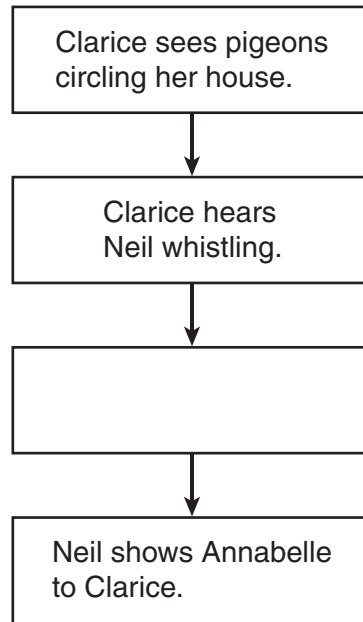 Clarice sees pigeons
circling her house.
Clarice hears
Neil whistling.
Neil shows Annabelle
to Clarice.